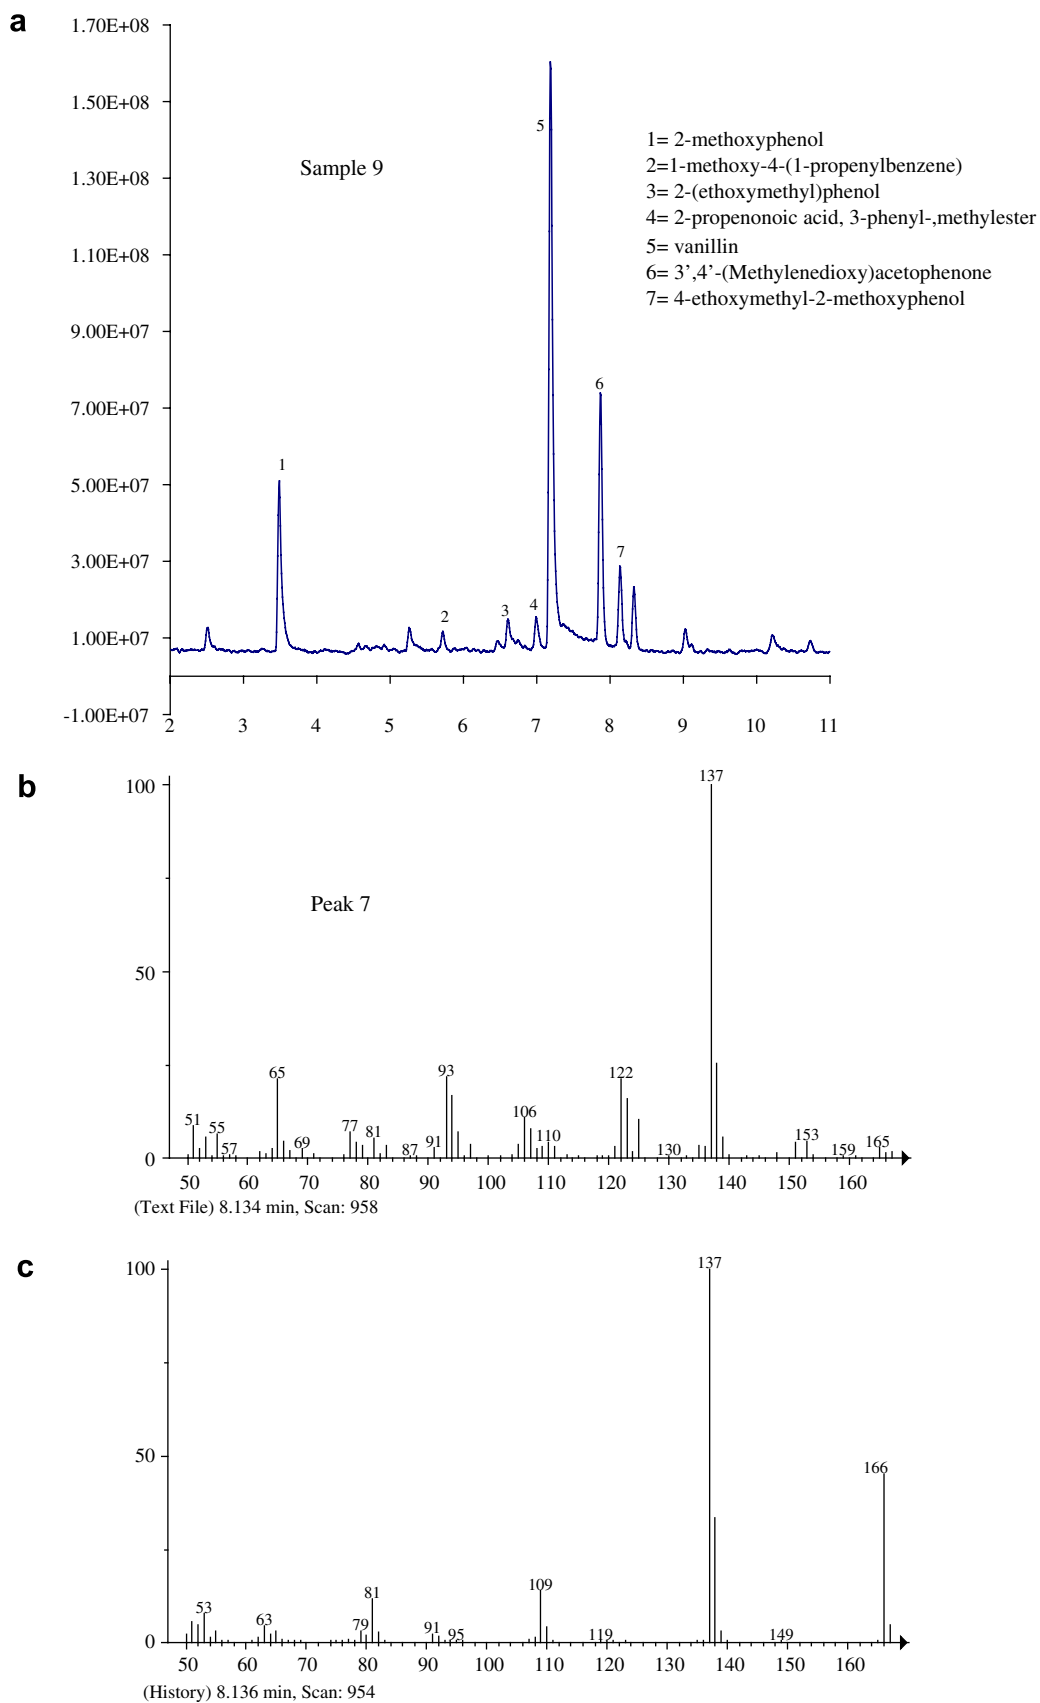 a
1.70E+08
1.50E+08
1.30E+08
1.10E+08
9.00E+07
7.00E+07
5.00E+07
3.00E+07
1.00E+07
-1.00E+07
Sample 9
1= 2-methoxyphenol
2=1-methoxy-4-(1-propenylbenzene)
3= 2-(ethoxymethyl)phenol
4= 2-propenonoic acid, 3-phenyl-,methylester
5= vanillin
6= 3’,4’-(Methylenedioxy)acetophenone
7= 4-ethoxymethyl-2-methoxyphenol
1 2 3 4 5 6 7
2 3 4 5 6 7 8 9 10 11
b
100
50
0
Peak 7
51 55 57 65 69 77 81 87 91 93 106 110 122 130 137 153 159 165
50 60 70 80 90 100 110 120 130 140 150 160
(Text File) 8.134 min, Scan: 958
c
100
50
0
53 63 79 81 91 95 109 119 137 149 166
50 60 70 80 90 100 110 120 130 140 150 160
(History) 8.136 min, Scan: 954